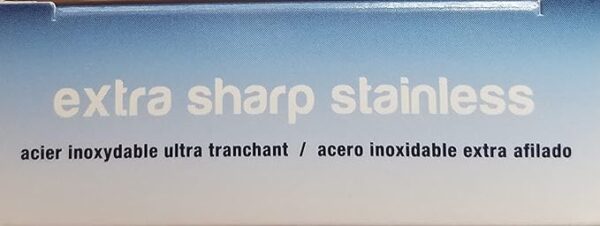 extra sharp stainless
acier inoxydable ultra tranchant / acero inoxidable extra afilado